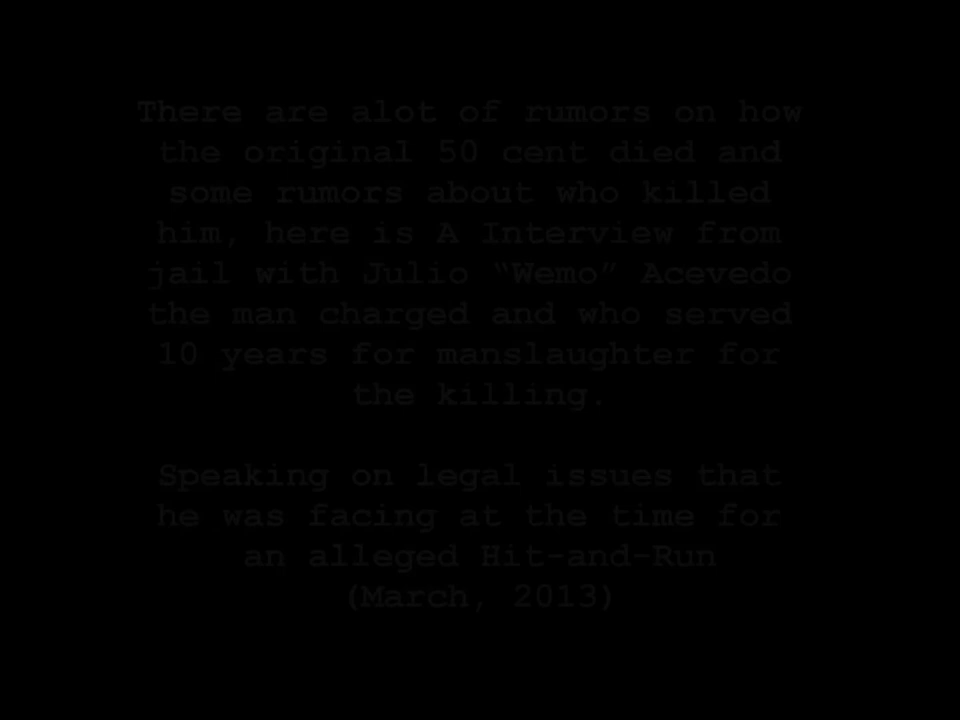 There are alot of rumors on how
the original 50 cent died and
some rumors about who killed
him, here is A Interview from
jail with Julio “Wemo” Acevedo
the man charged and who served
10 years for manslaughter for
the killing.
Speaking on legal issues that
he was facing at the time for
an alleged Hit-and-Run
(March, 2013)